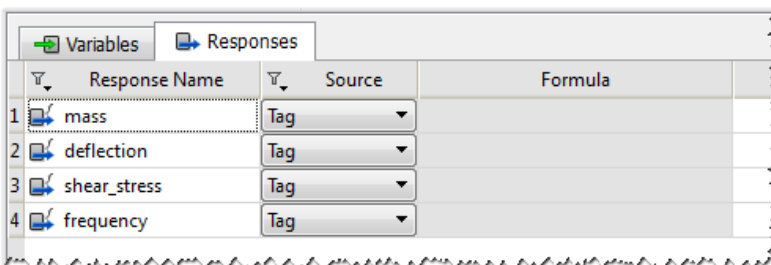 Variables Responses
Response Name Source Formula
1 mass Tag
2 deflection Tag
3 shear_stress Tag
4 frequency Tag